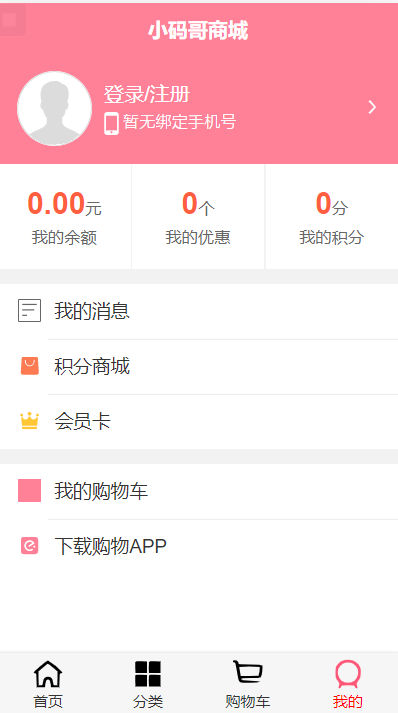 小码哥商城
登录/注册
暂无绑定手机号
0.00元
0个
0分
我的余额
我的优惠
我的积分
我的消息
积分商城
会员卡
我的购物车
下载购物APP
首页
分类
购物车
我的